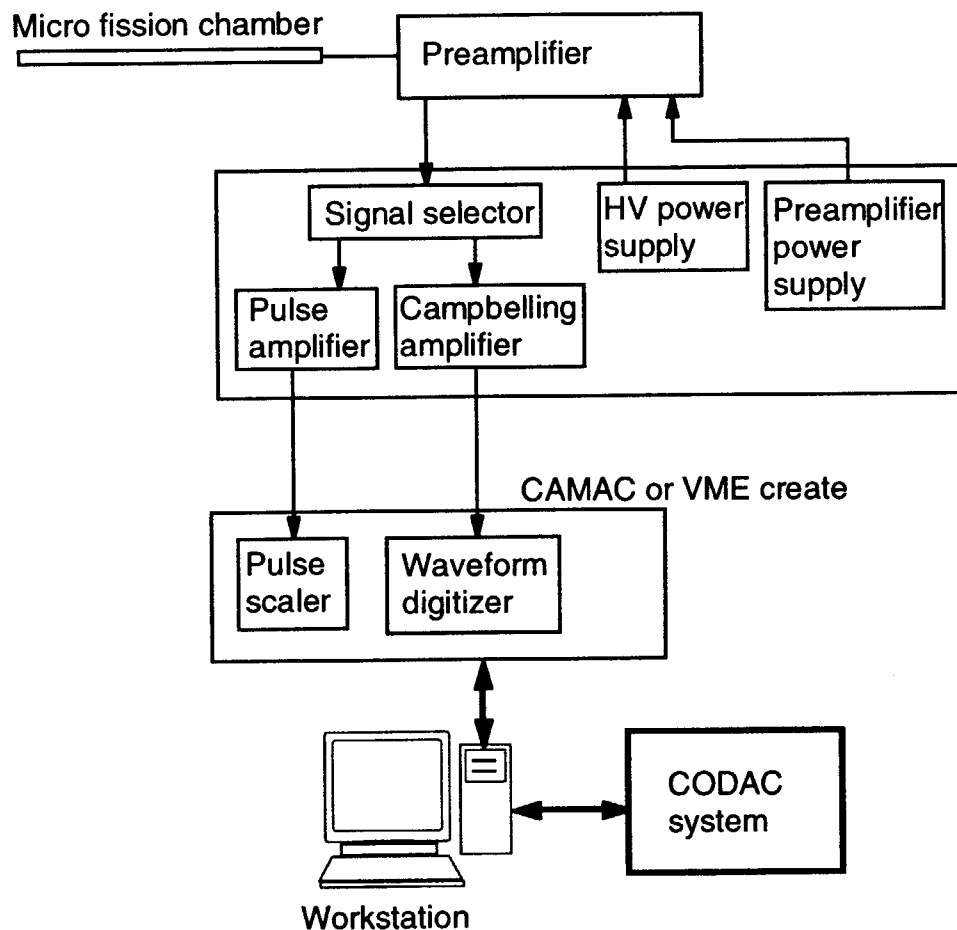 Micro fission chamber
Preamplifier
Signal selector
HV power
supply
Preamplifier
power
supply
Pulse
amplifier
Campbelling
amplifier
CAMAC or VME create
Pulse
scaler
Waveform
digitizer
CODAC
system
Workstation